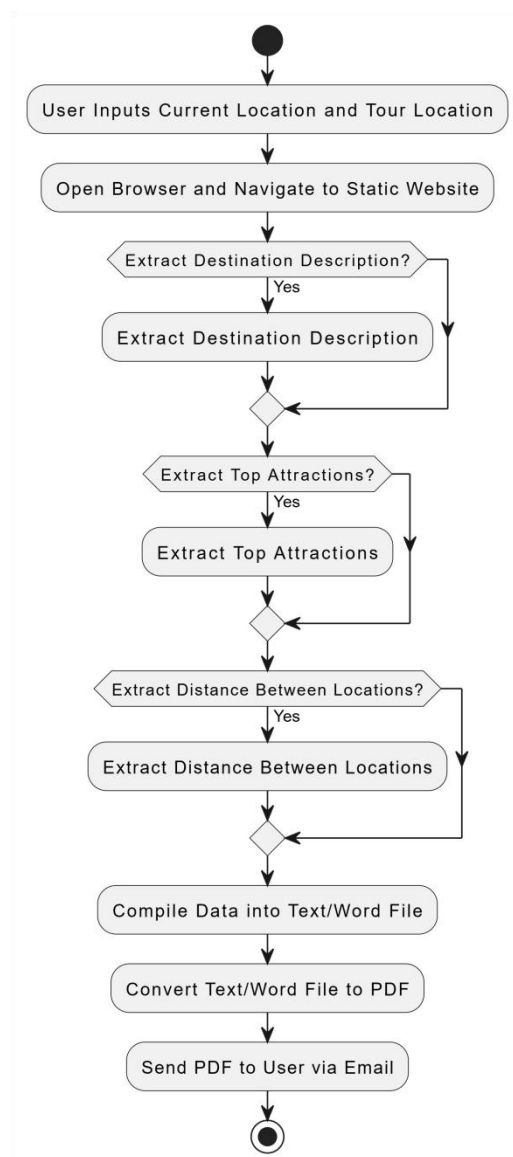 User Inputs Current Location and Tour Location
Open Browser and Navigate to Static Website
Extract Destination Description?
Yes
Extract Destination Description
Extract Top Attractions?
Yes
Extract Top Attractions
Extract Distance Between Locations?
Yes
Extract Distance Between Locations
Compile Data into Text/Word File
Convert Text/Word File to PDF
Send PDF to User via Email